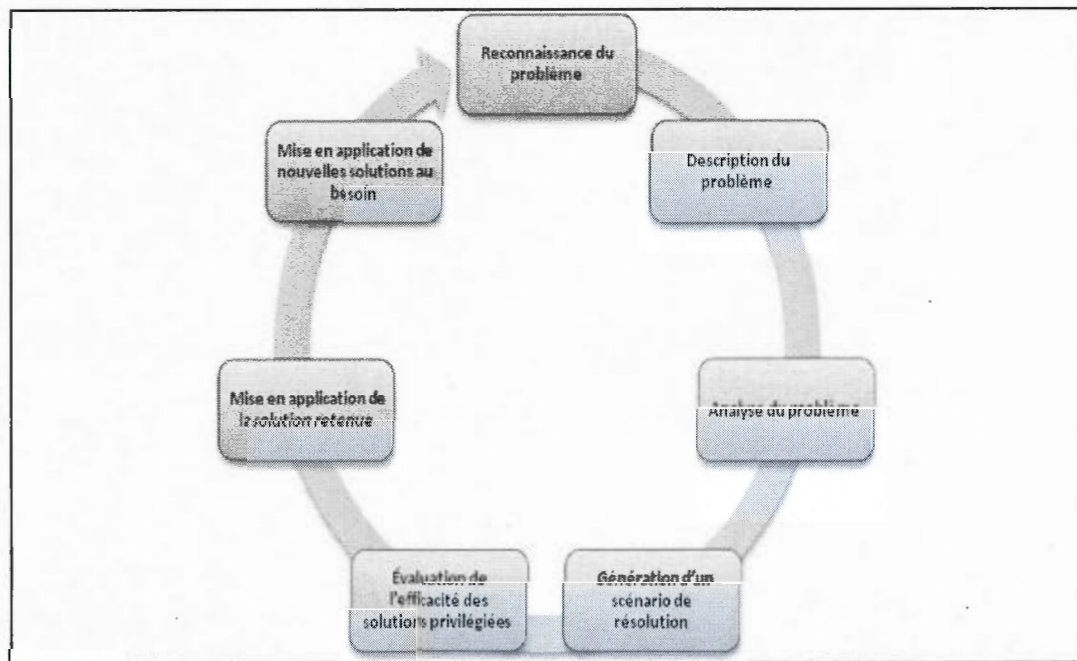 Reconnaissance du
problème
Description du
problème
Analyse du problème
Génération d'un
scénario de
résolution
Évaluation de
l'efficacité des
solutions privilégiées
Mise en application de
la solution retenue
Mise en application de
nouvelles solutions au
besoin